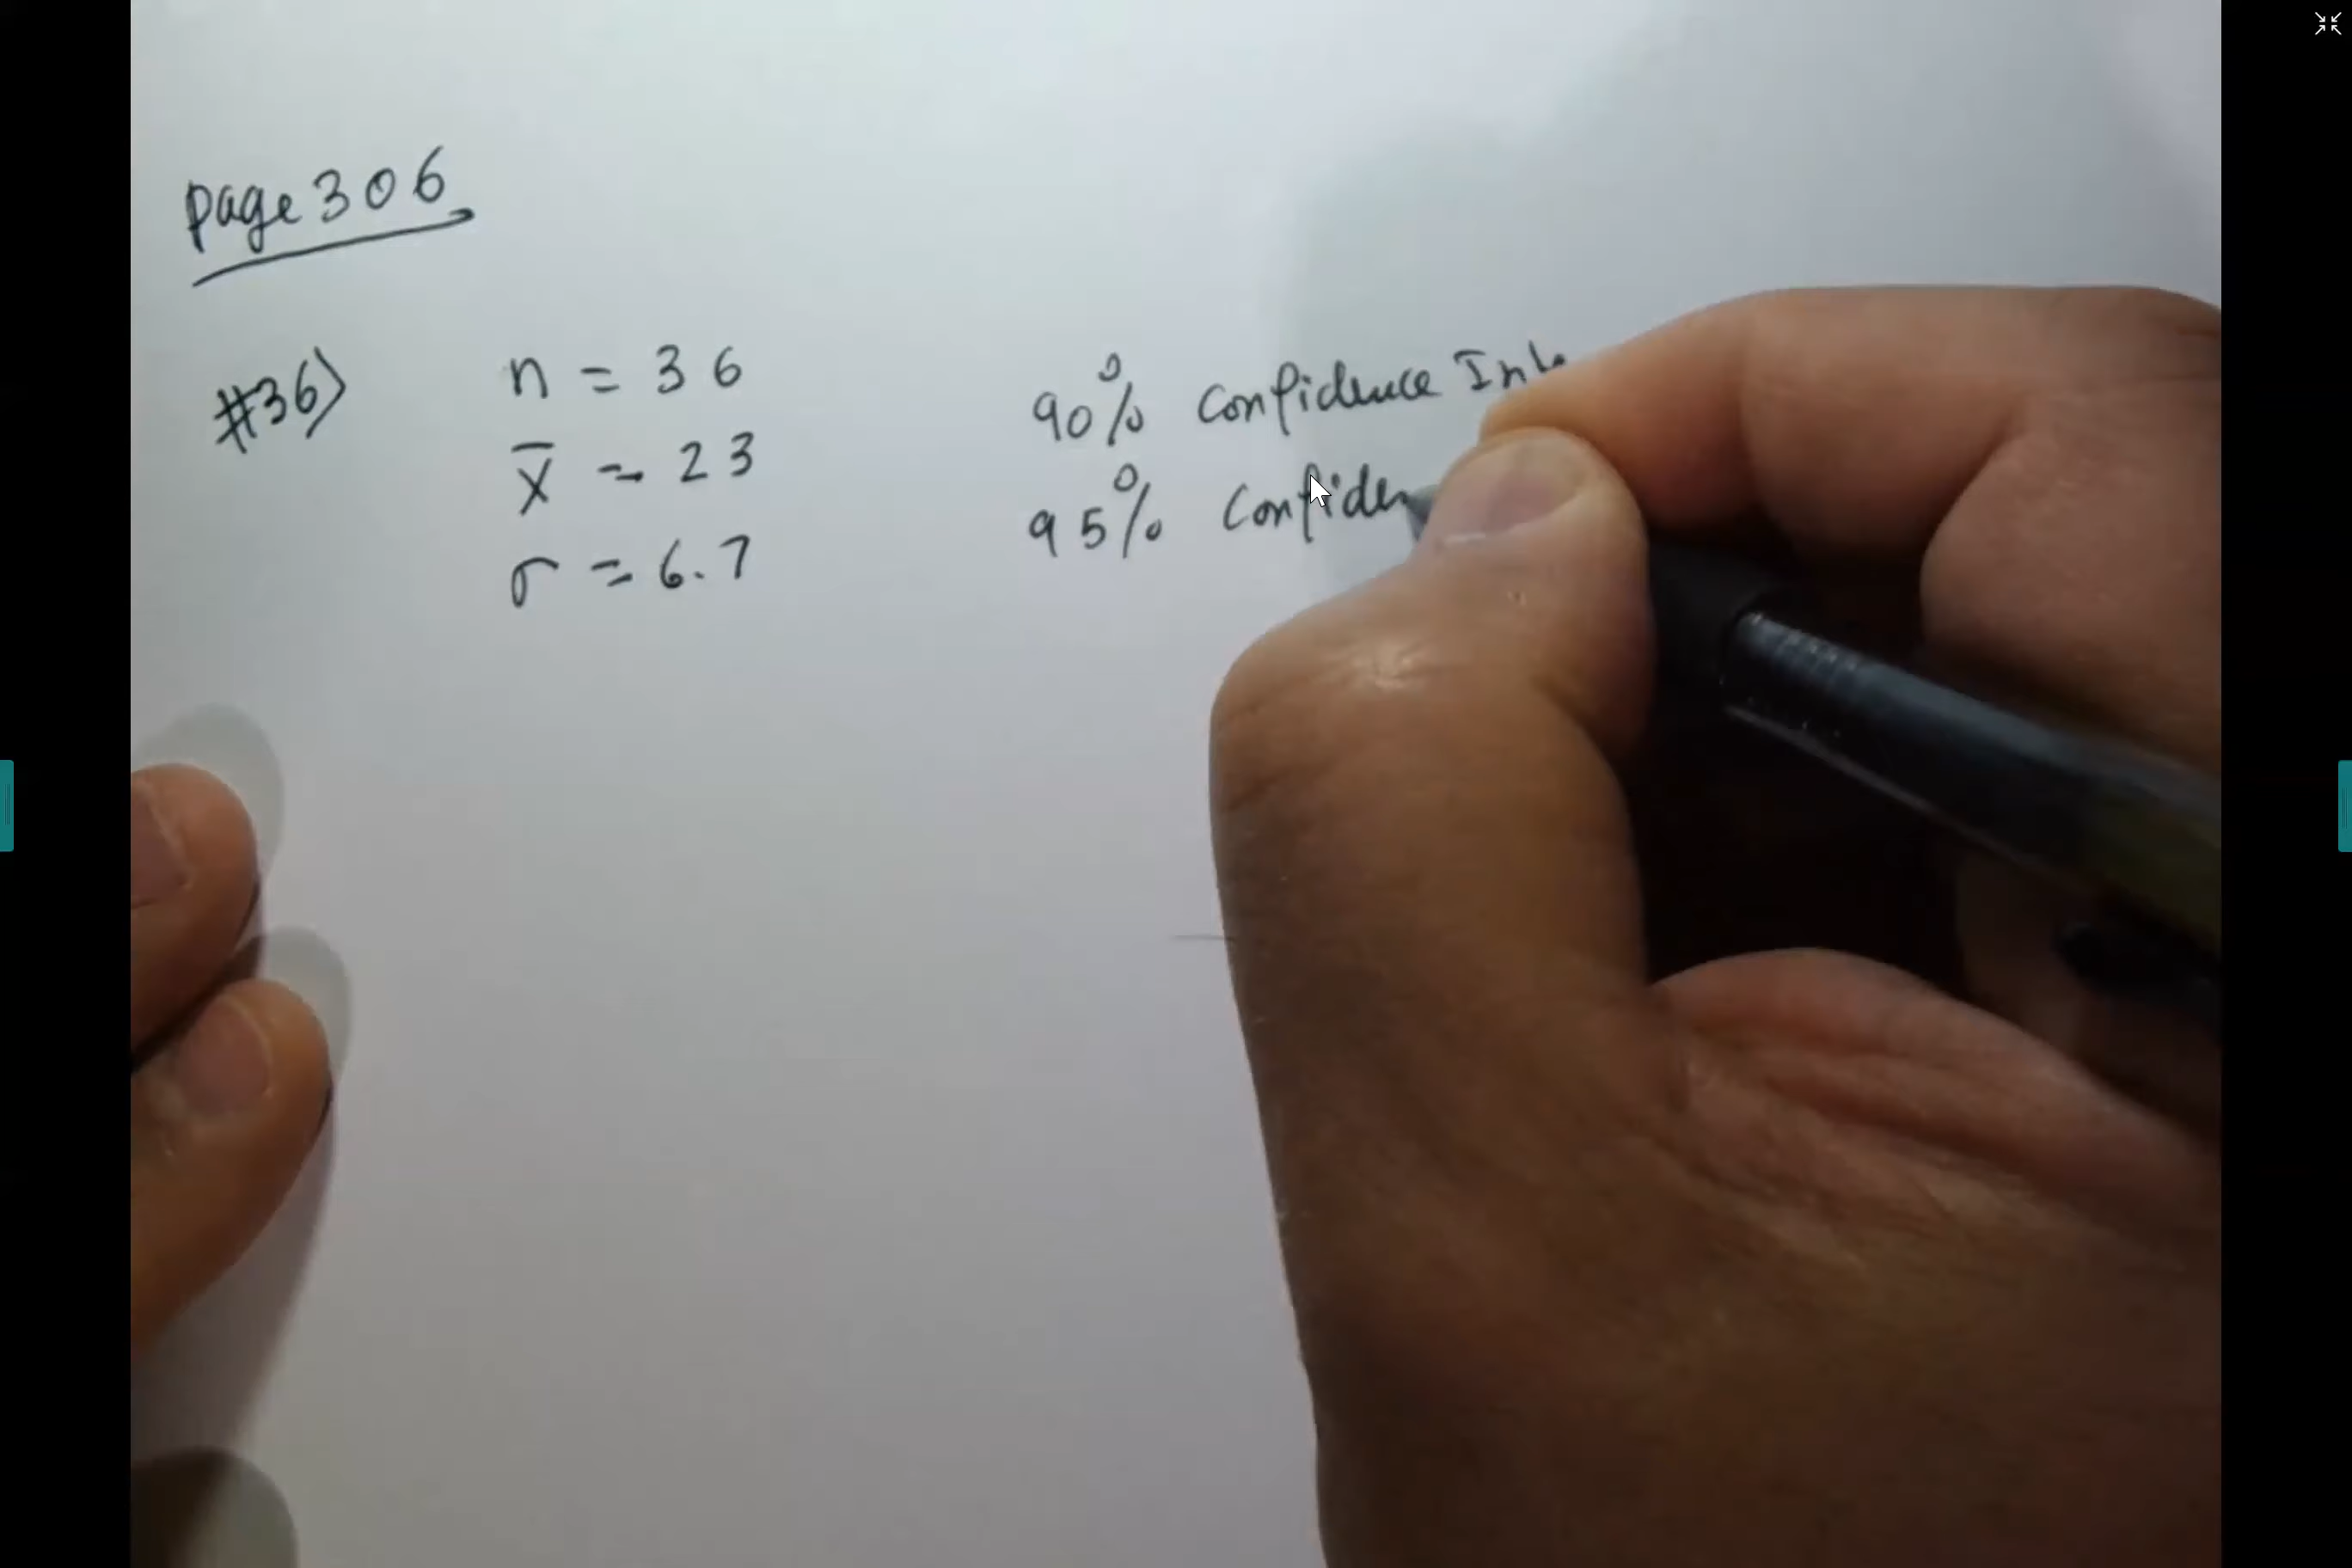 page 306
#36)
n = 36
x̄ = 23
σ = 6.7
90% Confidence
95%